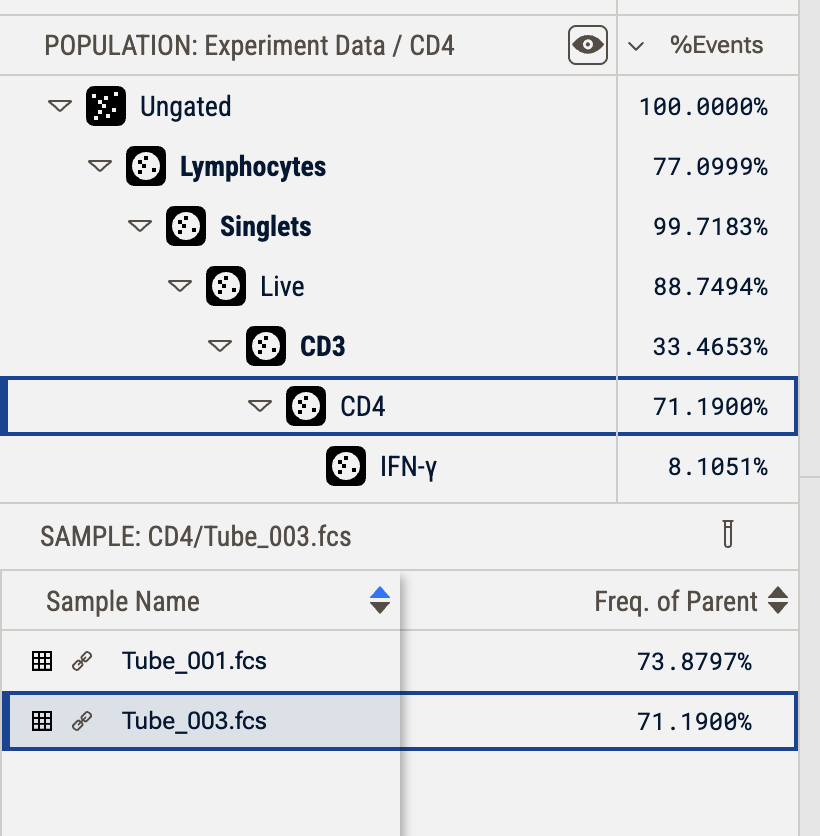 POPULATION: Experiment Data / CD4 %Events
Ungated 100.0000%
Lymphocytes 77.0999%
Singlets 99.7183%
Live 88.7494%
CD3 33.4653%
CD4 71.1900%
IFN-γ 8.1051%
SAMPLE: CD4/Tube_003.fcs
Sample Name Freq. of Parent
Tube_001.fcs 73.8797%
Tube_003.fcs 71.1900%